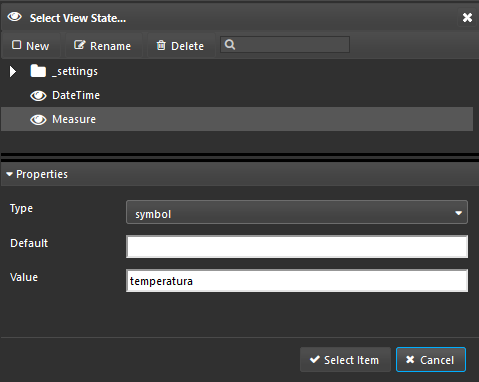 Select View State...
New Rename Delete
_settings
DateTime
Measure
Properties
Type symbol
Default
Value temperatura
Select Item Cancel